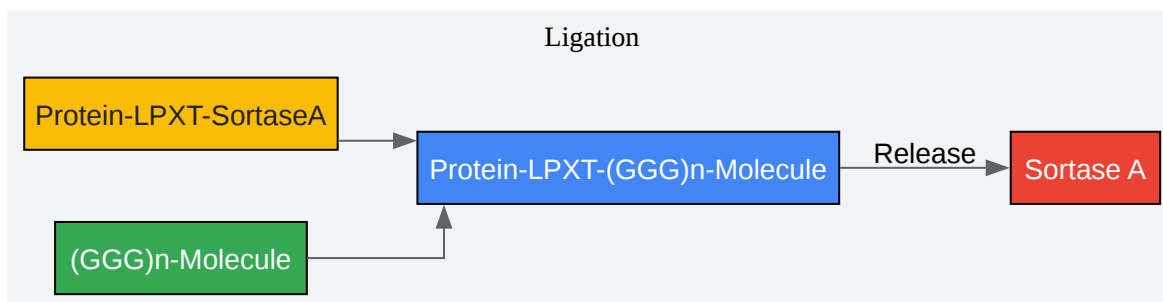 Ligation
Protein-LPXT-SortaseA
Protein-LPXT-(GGG)n-Molecule
Release
Sortase A
(GGG)n-Molecule